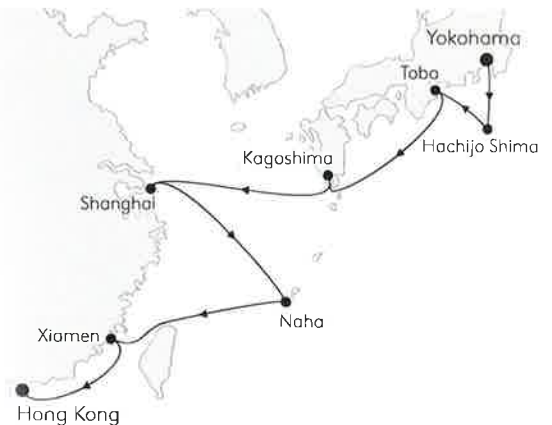 Yokohama
Toba
Hachijo Shima
Kagoshima
Shanghai
Naha
Xiamen
Hong Kong